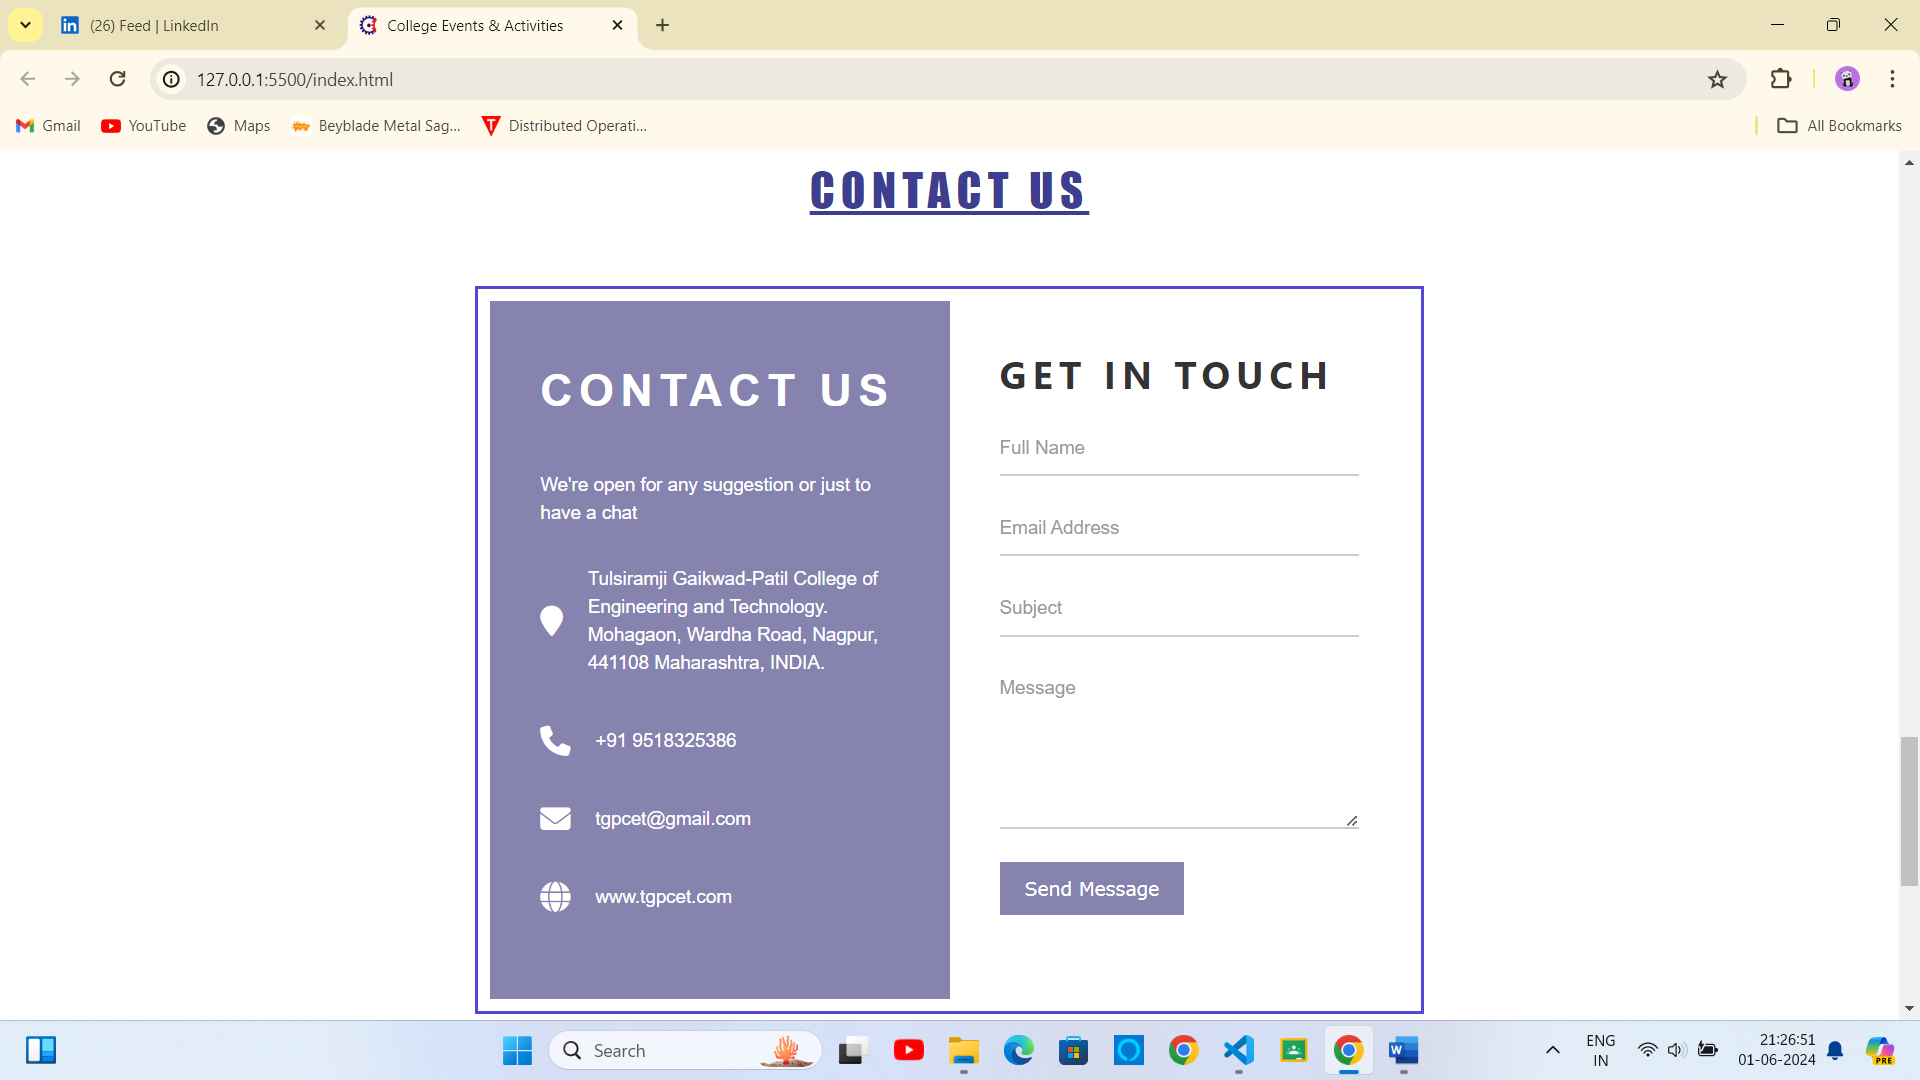 (26) Feed | LinkedIn
College Events & Activities
127.0.0.1:5500/index.html
Gmail
YouTube
Maps
Beyblade Metal Sag...
Distributed Operati...
All Bookmarks
CONTACT US
CONTACT US
We're open for any suggestion or just to
have a chat
Tulsiramji Gaikwad-Patil College of
Engineering and Technology.
Mohagaon, Wardha Road, Nagpur,
441108 Maharashtra, INDIA.
+91 9518325386
tgpcet@gmail.com
www.tgpcet.com
GET IN TOUCH
Full Name
Email Address
Subject
Message
Send Message
Search
ENG
IN
21:26:51
01-06-2024
PRE